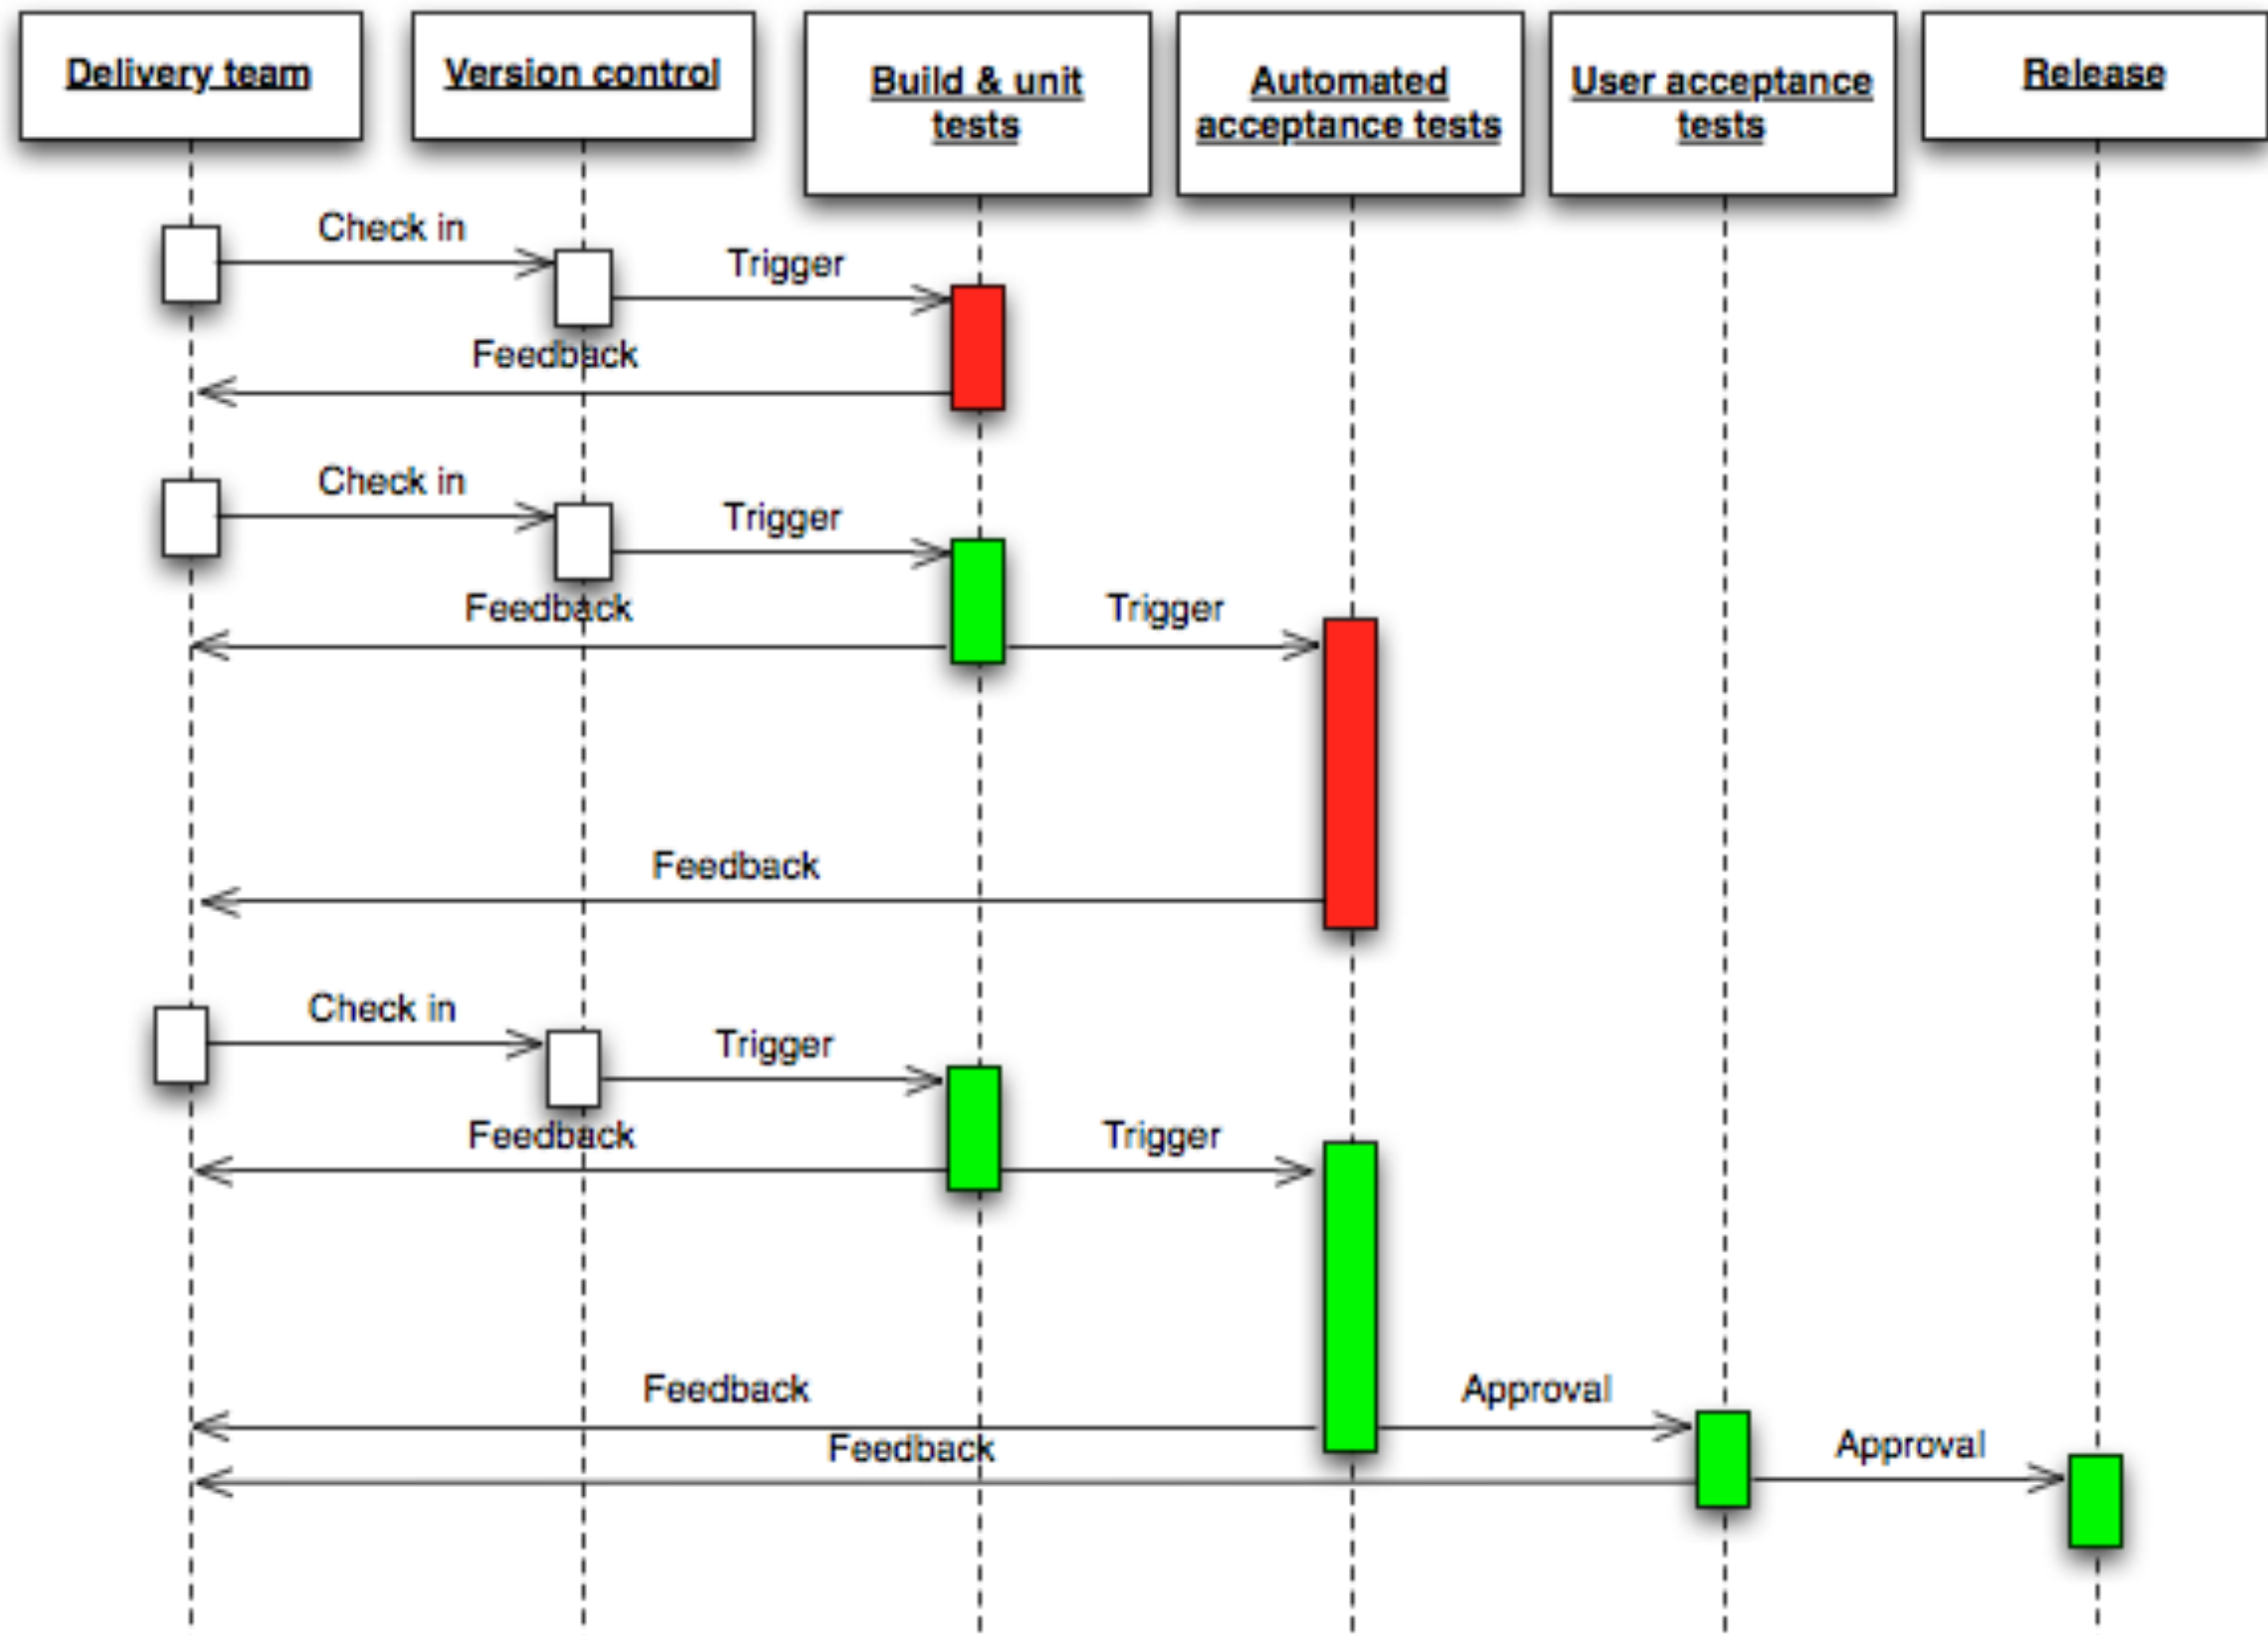 Delivery team
Version control
Build & unit
tests
Automated
acceptance tests
User acceptance
tests
Release
Check in
Trigger
Feedback
Check in
Trigger
Feedback
Trigger
Feedback
Check in
Trigger
Feedback
Trigger
Feedback
Approval
Feedback
Approval